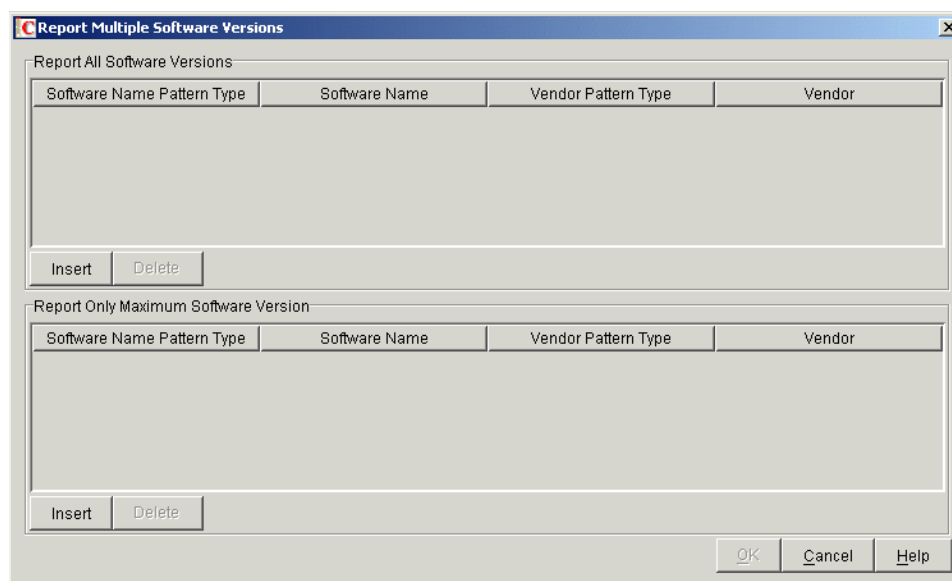 Report Multiple Software Versions
Report All Software Versions
Software Name Pattern Type Software Name Vendor Pattern Type Vendor
Insert Delete
Report Only Maximum Software Version
Software Name Pattern Type Software Name Vendor Pattern Type Vendor
Insert Delete
OK Cancel Help